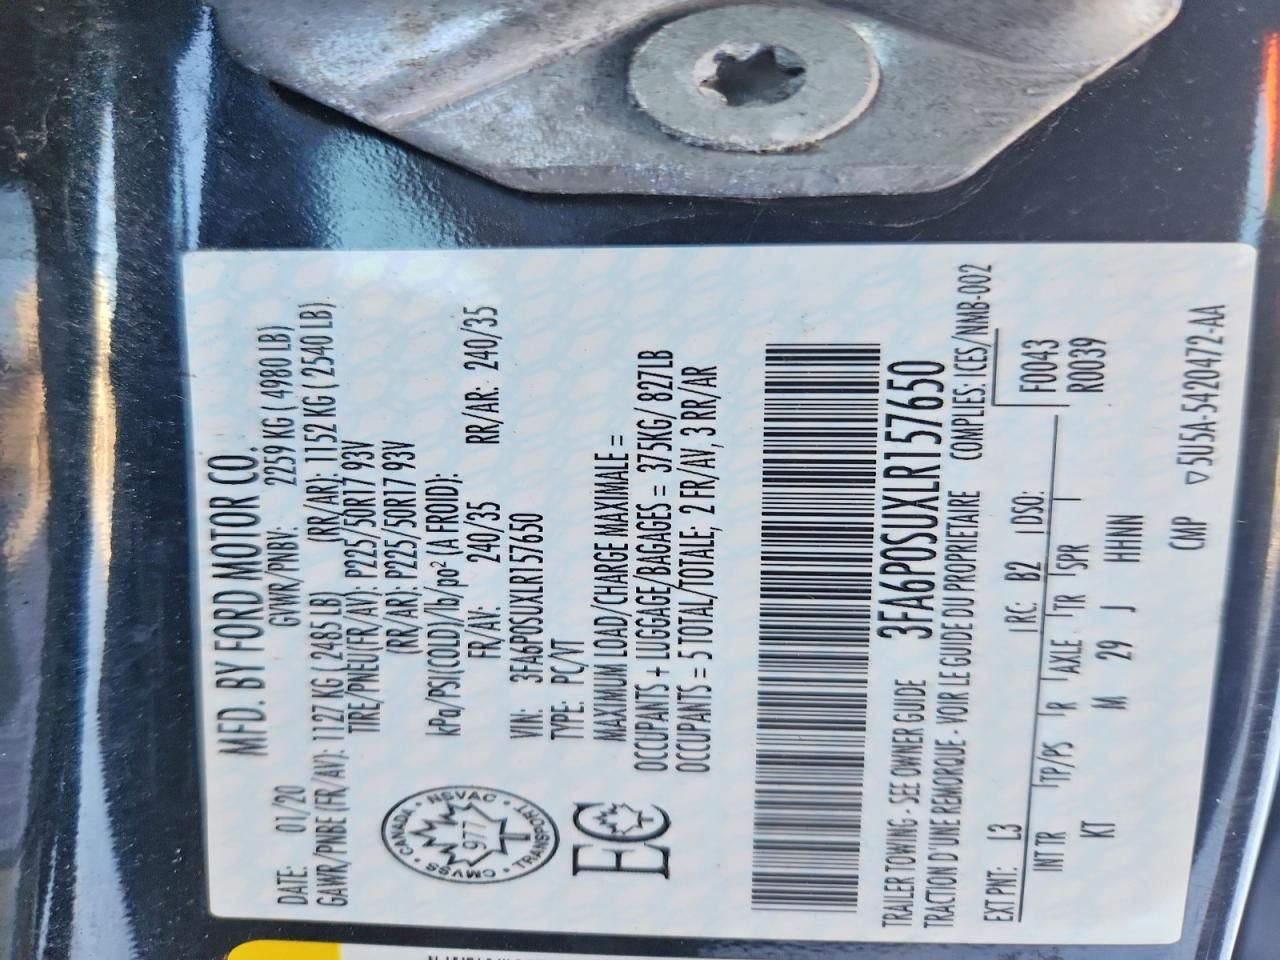 MFD. BY FORD MOTOR CO.
DATE: 01/20 GVWR/PNBV: 2259 KG ( 4980 LB)
GAWR/PNBE (FR/AV): 1127 KG ( 2485 LB) (RR/AR): 1152 KG ( 2540 LB)
TIRE/PNEU(FR/AV): P225/50R17 93V
(RR/AR): P225/50R17 93V
kPa/PSI(COLD)/lb/po² (A FROID):
FR/AV: 240/35 RR/AR: 240/35
VIN: 3FA6P0SUXLR157650
TYPE: PC/VT
MAXIMUM LOAD/CHARGE MAXIMALE =
OCCUPANTS + LUGGAGE/BAGAGES = 375KG/ 827LB
OCCUPANTS = 5 TOTAL/TOTALE; 2 FR/AV, 3 RR/AR
CANADA · NSVAC · TRANSPORT · CMVSS
977
T
EC
3FA6P0SUXLR157650
TRAILER TOWING - SEE OWNER GUIDE
TRACTION D'UNE REMORQUE - VOIR LE GUIDE DU PROPRIETAIRE COMPLIES: ICES/NMB-002
EXT PNT: L3 RC: B2 DSO: F0043
INT TR TP/PS R AXLE TR SPR R0039
KT M 29 J HHNN
CMP ▽5U5A-5420472-AA